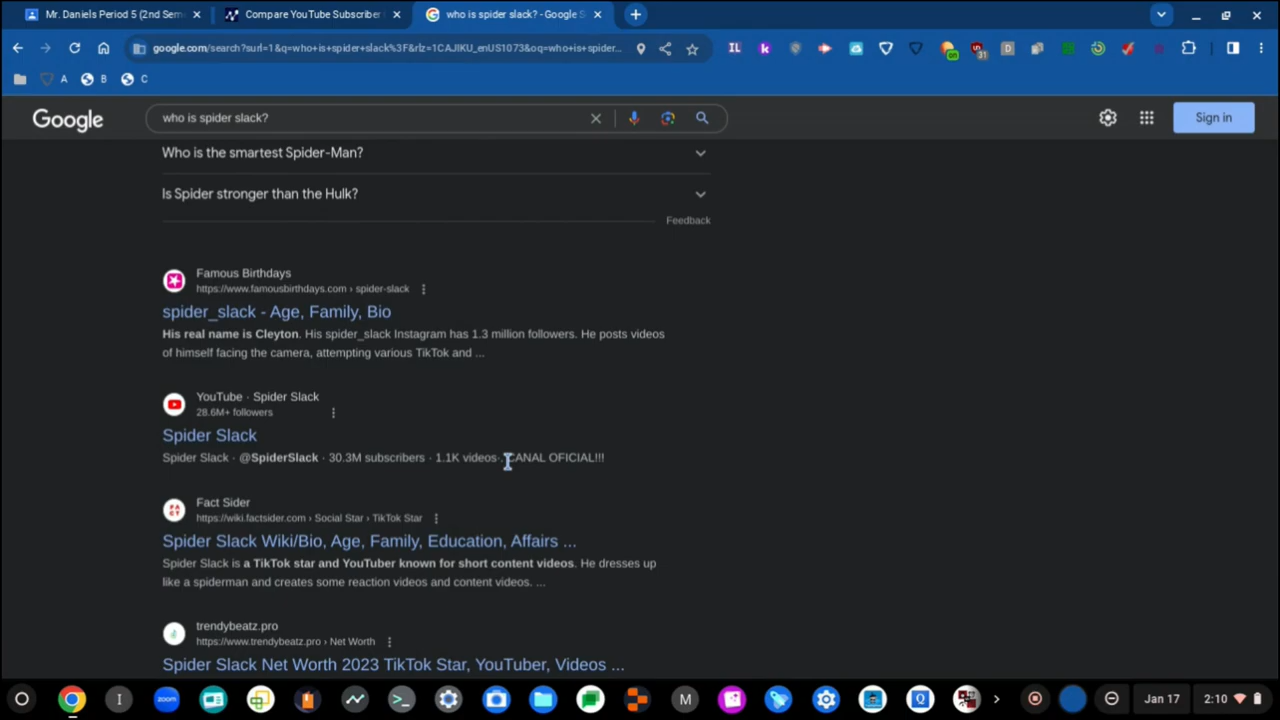 Mr. Daniels Period 5 (2nd Sem
Compare YouTube Subscriber
who is spider slack? - Google S
google.com/search?surl=1&q=who+is+spider+slack%3F&rlz=1CAJIKU_enUS1073&oq=who+is+spider...
A
B
C
Google
who is spider slack?
Sign in
Who is the smartest Spider-Man?
Is Spider stronger than the Hulk?
Feedback
Famous Birthdays
https://www.famousbirthdays.com › spider-slack
spider_slack - Age, Family, Bio
His real name is Cleyton. His spider_slack Instagram has 1.3 million followers. He posts videos
of himself facing the camera, attempting various TikTok and ...
YouTube · Spider Slack
28.6M+ followers
Spider Slack
Spider Slack · @SpiderSlack · 30.3M subscribers · 1.1K videos·. CANAL OFICIAL!!!
Fact Sider
https://wiki.factsider.com › Social Star › TikTok Star
Spider Slack Wiki/Bio, Age, Family, Education, Affairs ...
Spider Slack is a TikTok star and YouTuber known for short content videos. He dresses up
like a spiderman and creates some reaction videos and content videos. ...
trendybeatz.pro
https://www.trendybeatz.pro › Net Worth
Spider Slack Net Worth 2023 TikTok Star, YouTuber, Videos ...
zoom
M
Jan 17
2:10